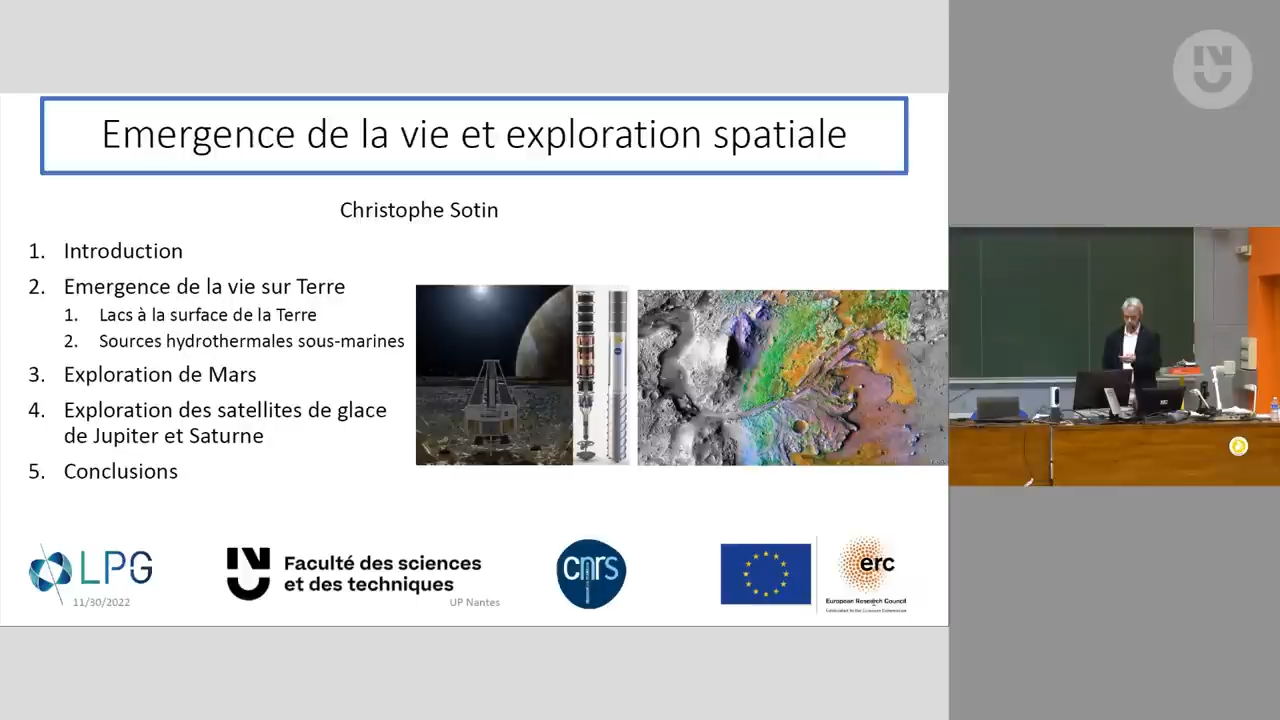 Emergence de la vie et exploration spatiale
Christophe Sotin
1. Introduction
2. Emergence de la vie sur Terre
1. Lacs à la surface de la Terre
2. Sources hydrothermales sous-marines
3. Exploration de Mars
4. Exploration des satellites de glace
de Jupiter et Saturne
5. Conclusions
LPG
11/30/2022
Faculté des sciences
et des techniques
UP Nantes
cnrs
erc
European Research Council